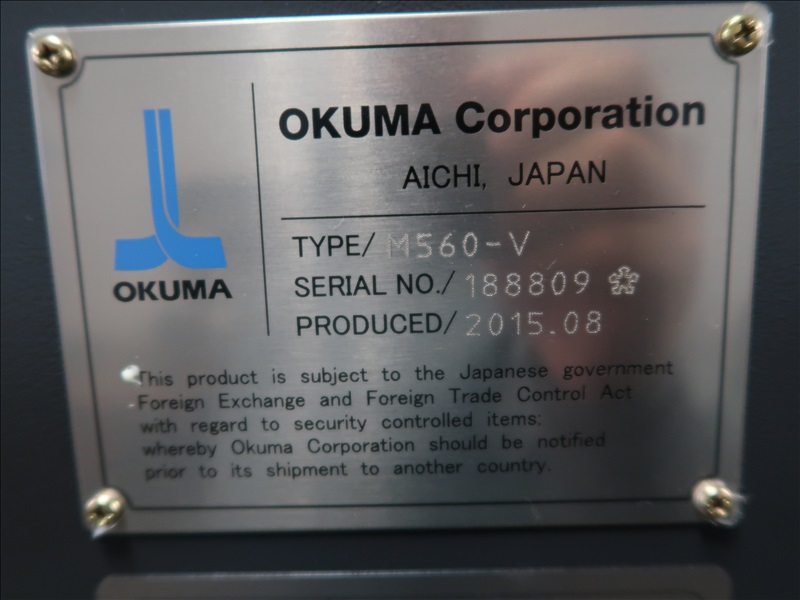 OKUMA Corporation
AICHI, JAPAN
OKUMA
TYPE/ M560-V
SERIAL NO./ 188809
PRODUCED/ 2015.08
This product is subject to the Japanese government
Foreign Exchange and Foreign Trade Control Act
with regard to security controlled items:
whereby Okuma Corporation should be notified
prior to its shipment to another country.